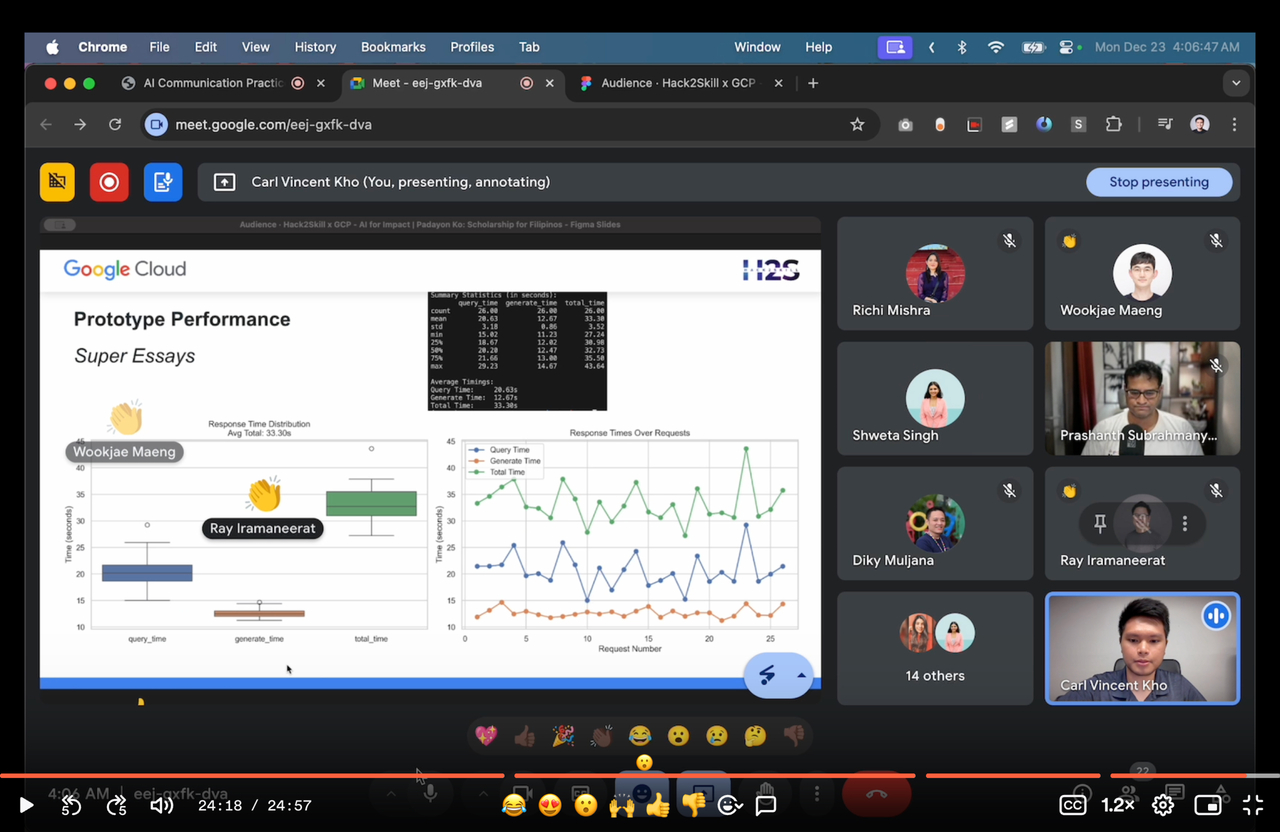 Chrome File Edit View History Bookmarks Profiles Tab Window Help Mon Dec 23 4:06:47 AM
AI Communication Practic
Meet - eej-gxfk-dva
Audience · Hack2Skill x GCP
meet.google.com/eej-gxfk-dva
S
Carl Vincent Kho (You, presenting, annotating)
Stop presenting
Audience - Hack2Skill x GCP - AI for Impact | Padayon Ko: Scholarship for Filipinos - Figma Slides
Google Cloud
H2S
HACK2SKILL
Prototype Performance
Super Essays
Summary Statistics (in seconds):
query_time generate_time total_time
count 26.00 26.00 26.00
mean 20.63 12.67 33.30
std 3.18 0.86 3.52
min 15.02 11.23 27.24
25% 18.67 12.02 30.98
50% 20.20 12.47 32.73
75% 21.66 13.00 35.50
max 29.23 14.67 43.64
Average Timings:
Query Time: 20.63s
Generate Time: 12.67s
Total Time: 33.30s
Wookjae Maeng
Ray Iramaneerat
Response Time Distribution
Avg Total: 33.30s
45
40
35
30
25
20
15
10
Time (seconds)
query_time generate_time total_time
Response Times Over Requests
Query Time
Generate Time
Total Time
45
40
35
30
25
20
15
10
Time (seconds)
0 5 10 15 20 25
Request Number
Richi Mishra
Wookjae Maeng
Shweta Singh
Prashanth Subrahmany...
Diky Muljana
Ray Iramaneerat
14 others
Carl Vincent Kho
22
4:06 AM eej-gxfk-dva
24:18 / 24:57
CC
1.2×